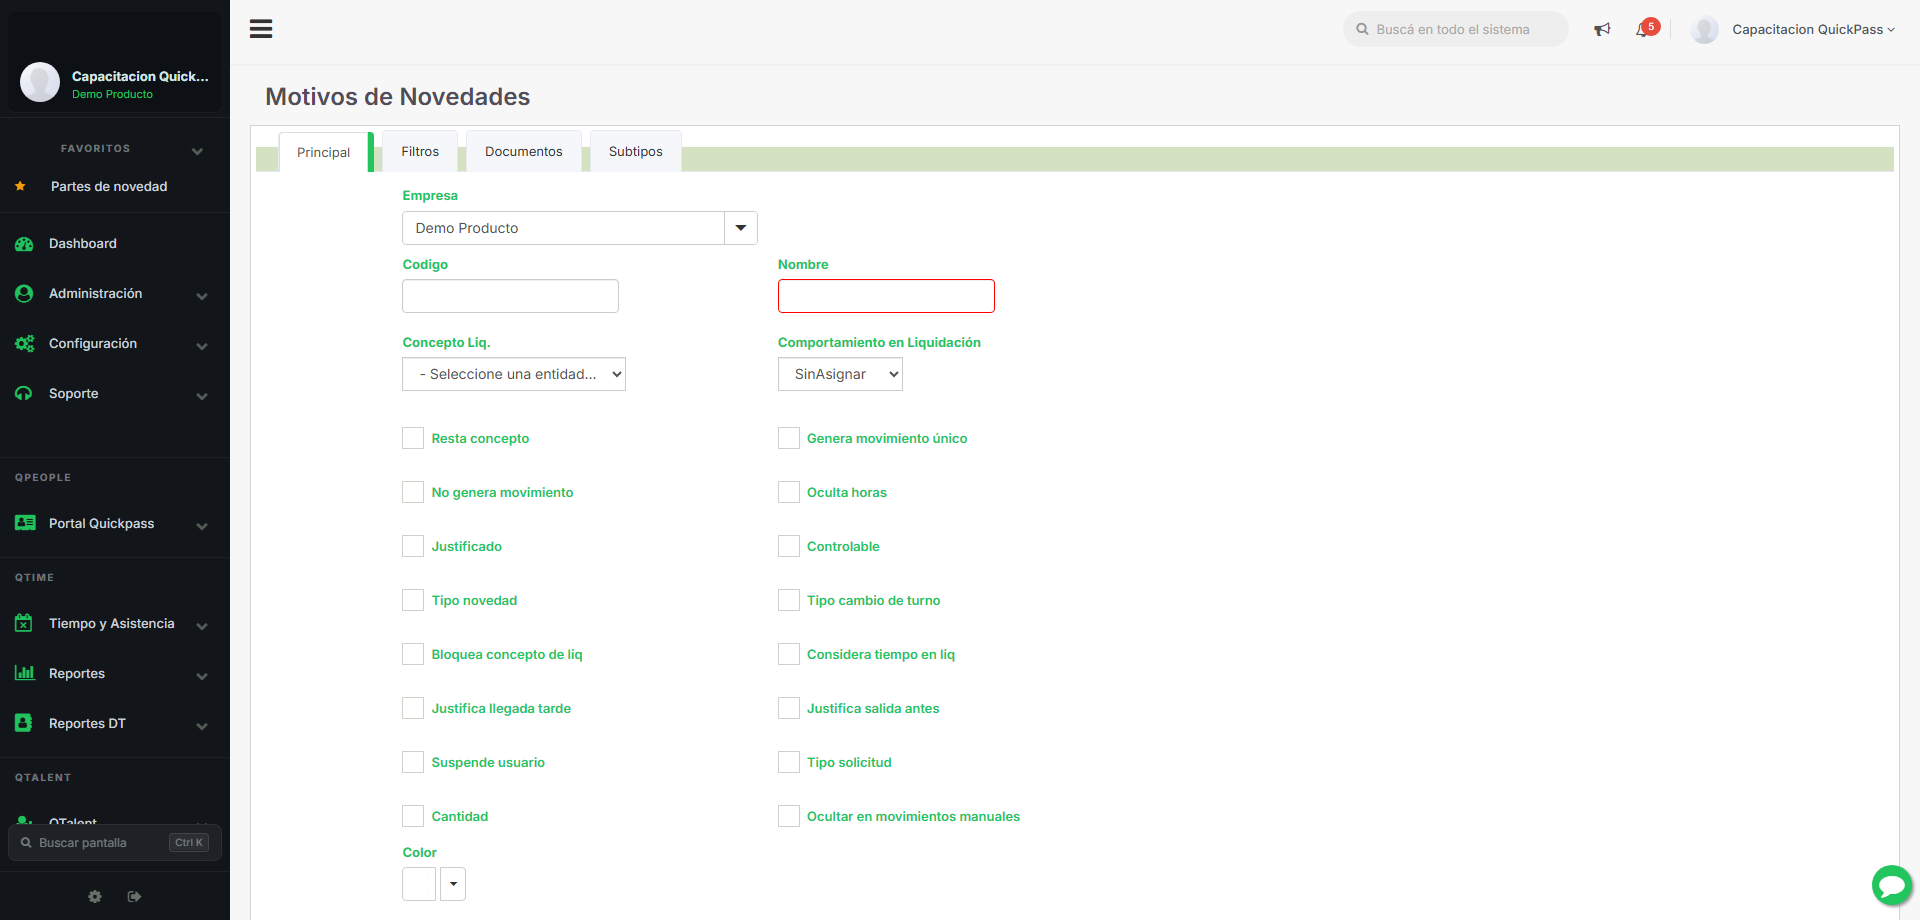 Capacitacion Quick...
Demo Producto
FAVORITOS
Partes de novedad
Dashboard
Administración
Configuración
Soporte
QPEOPLE
Portal Quickpass
QTIME
Tiempo y Asistencia
Reportes
Reportes DT
QTALENT
QTalent
Buscar pantalla
Ctrl K
Buscá en todo el sistema
5
Capacitacion QuickPass
Motivos de Novedades
Principal
Filtros
Documentos
Subtipos
Empresa
Demo Producto
Codigo
Nombre
Concepto Liq.
Comportamiento en Liquidación
- Seleccione una entidad...
SinAsignar
Resta concepto
Genera movimiento único
No genera movimiento
Oculta horas
Justificado
Controlable
Tipo novedad
Tipo cambio de turno
Bloquea concepto de liq
Considera tiempo en liq
Justifica llegada tarde
Justifica salida antes
Suspende usuario
Tipo solicitud
Cantidad
Ocultar en movimientos manuales
Color